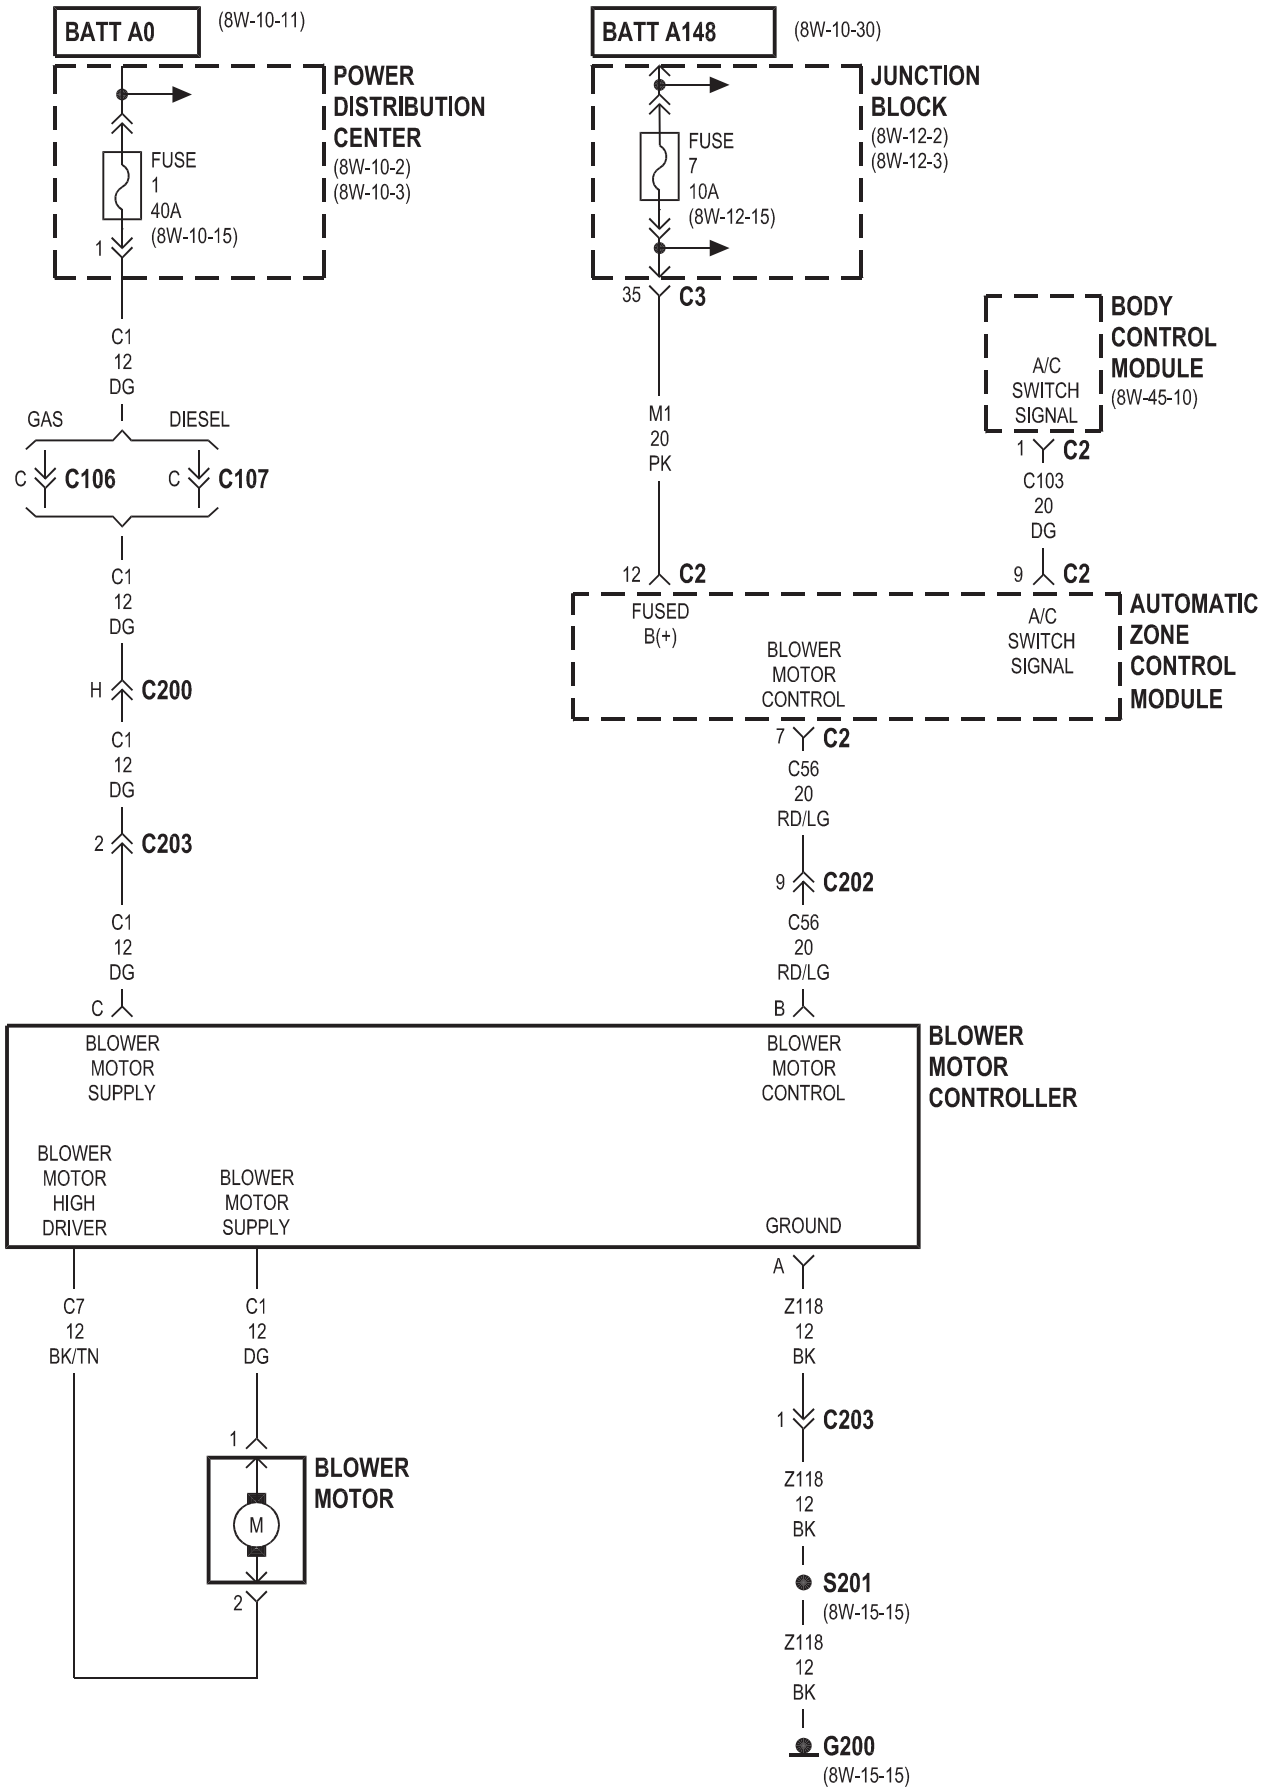 BATT A0
(8W-10-11)
BATT A148
(8W-10-30)
POWER
DISTRIBUTION
CENTER
(8W-10-2)
(8W-10-3)
FUSE
1
40A
(8W-10-15)
1
JUNCTION
BLOCK
(8W-12-2)
(8W-12-3)
FUSE
7
10A
(8W-12-15)
35
C3
C1
12
DG
GAS
DIESEL
C
C106
C
C107
M1
20
PK
BODY
CONTROL
MODULE
(8W-45-10)
A/C
SWITCH
SIGNAL
1
C2
C103
20
DG
12
C2
9
C2
C1
12
DG
AUTOMATIC
ZONE
CONTROL
MODULE
FUSED
B(+)
BLOWER
MOTOR
CONTROL
A/C
SWITCH
SIGNAL
H
C200
C1
12
DG
7
C2
C56
20
RD/LG
2
C203
9
C202
C1
12
DG
C56
20
RD/LG
C
B
BLOWER
MOTOR
SUPPLY
BLOWER
MOTOR
CONTROL
BLOWER
MOTOR
CONTROLLER
BLOWER
MOTOR
HIGH
DRIVER
BLOWER
MOTOR
SUPPLY
GROUND
A
C7
12
BK/TN
C1
12
DG
Z118
12
BK
1
C203
1
BLOWER
MOTOR
M
2
Z118
12
BK
S201
(8W-15-15)
Z118
12
BK
G200
(8W-15-15)